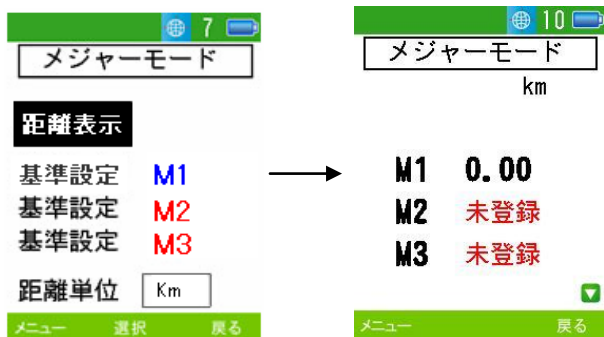 7
メジャーモード
距離表示
基準設定 M1
基準設定 M2
基準設定 M3
距離単位 Km
メニュー 選択 戻る
10
メジャーモード
km
M1 0.00
M2 未登録
M3 未登録
メニュー 戻る